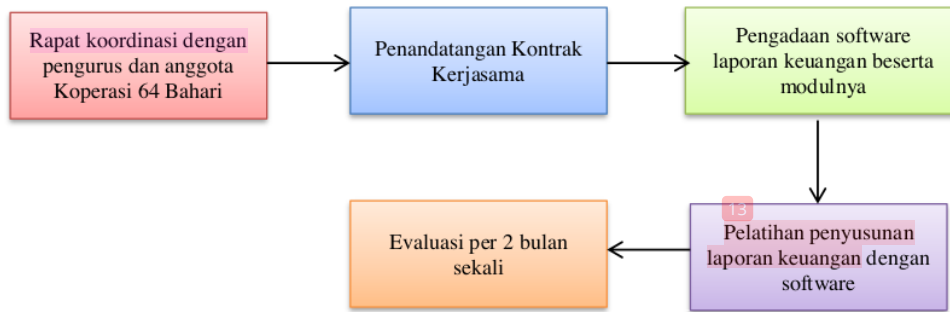 Rapat koordinasi dengan
pengurus dan anggota
Koperasi 64 Bahari
Penandatangan Kontrak
Kerjasama
Pengadaan software
laporan keuangan beserta
modulnya
13
Pelatihan penyusunan
laporan keuangan dengan
software
Evaluasi per 2 bulan
sekali